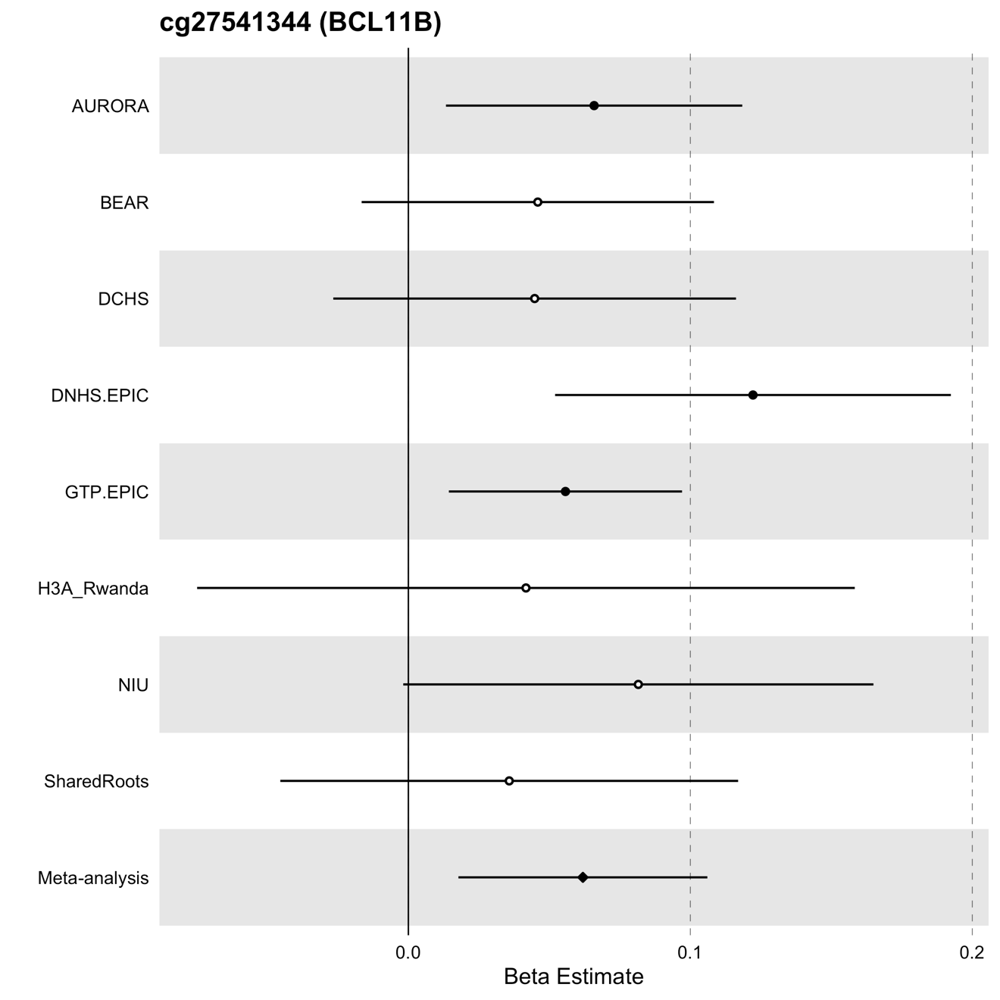 cg27541344 (BCL11B)
AURORA
BEAR
DCHS
DNHS.EPIC
GTP.EPIC
H3A_Rwanda
NIU
SharedRoots
Meta-analysis
0.0 0.1 0.2
Beta Estimate